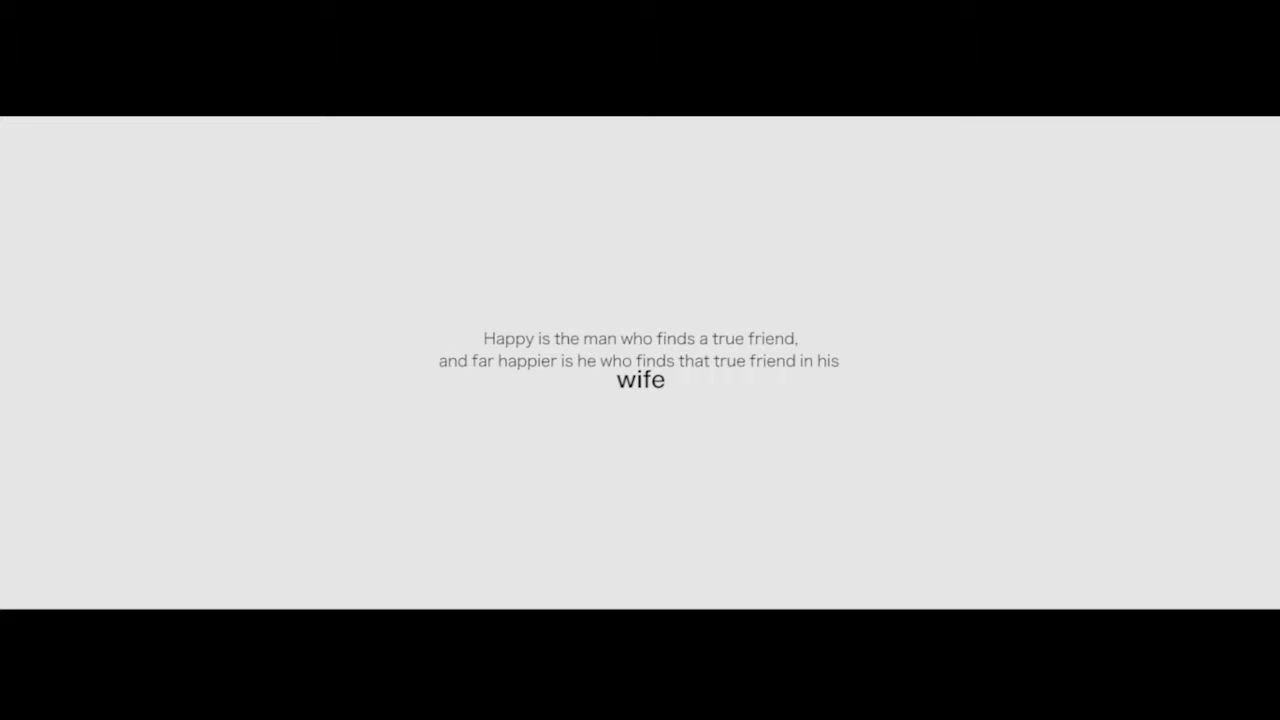 Happy is the man who finds a true friend,
and far happier is he who finds that true friend in his
wife